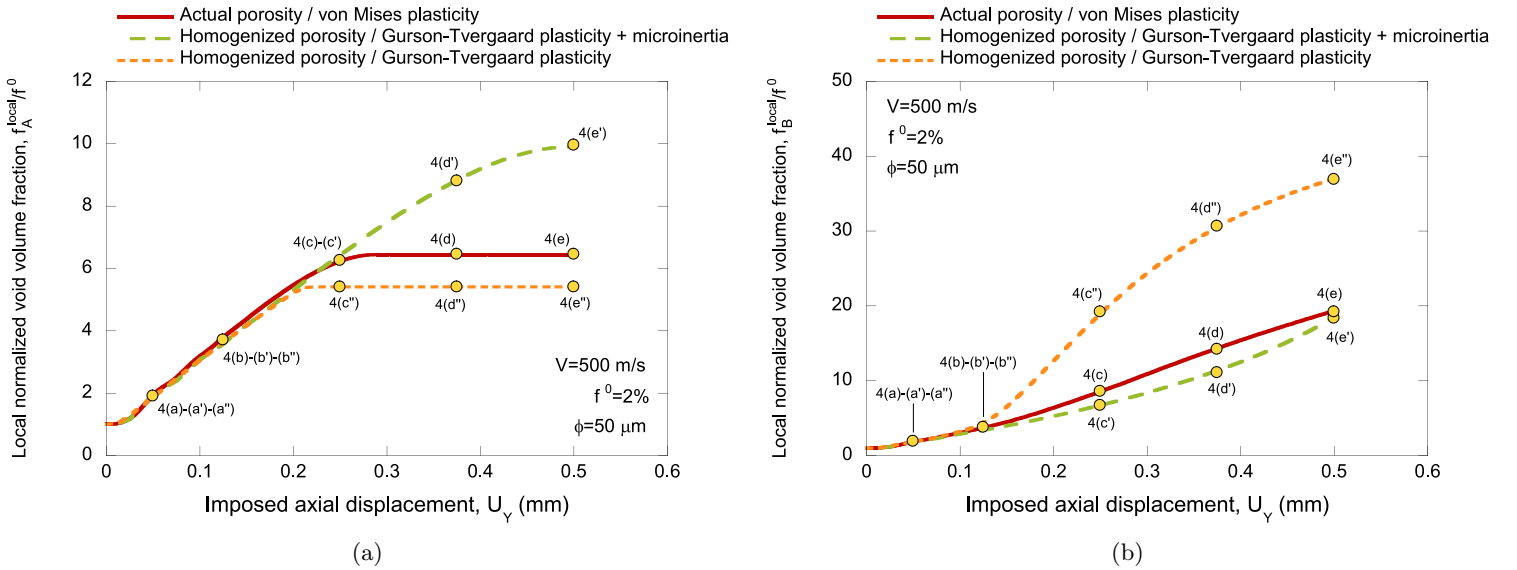 Actual porosity / von Mises plasticity
Homogenized porosity / Gurson-Tvergaard plasticity + microinertia
Homogenized porosity / Gurson-Tvergaard plasticity
Local normalized void volume fraction, f_A^local/f^0
12
10
8
6
4
2
0
4(e')
4(d')
4(c)-(c')
4(d)
4(e)
4(c'')
4(d'')
4(e'')
4(b)-(b')-(b'')
4(a)-(a')-(a'')
V=500 m/s
f^0=2%
ϕ=50 μm
0 0.1 0.2 0.3 0.4 0.5 0.6
Imposed axial displacement, U_Y (mm)
(a)
Actual porosity / von Mises plasticity
Homogenized porosity / Gurson-Tvergaard plasticity + microinertia
Homogenized porosity / Gurson-Tvergaard plasticity
Local normalized void volume fraction, f_B^local/f^0
50
40
30
20
10
0
V=500 m/s
f^0=2%
ϕ=50 μm
4(e'')
4(d'')
4(c'')
4(e)
4(e')
4(d)
4(d')
4(c)
4(c')
4(b)-(b')-(b'')
4(a)-(a')-(a'')
0 0.1 0.2 0.3 0.4 0.5 0.6
Imposed axial displacement, U_Y (mm)
(b)